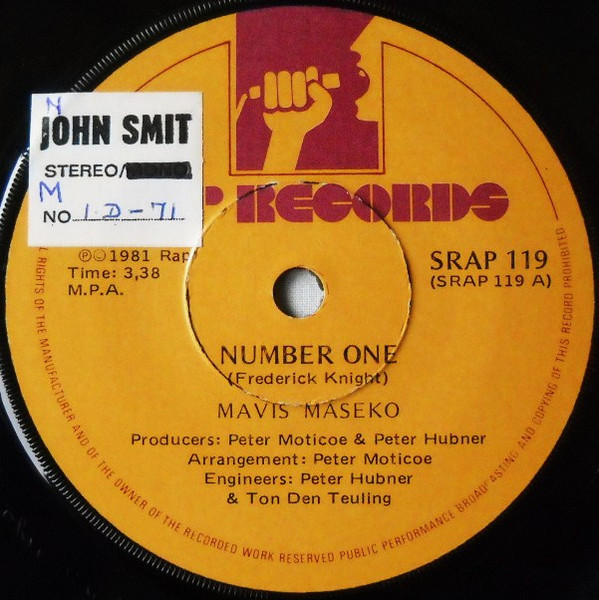 N
JOHN SMIT
STEREO/MONO
M
NO 1-D-71
P RECORDS
℗©1981 Rap
Time: 3,38
M.P.A.
SRAP 119
(SRAP 119 A)
NUMBER ONE
(Frederick Knight)
MAVIS MASEKO
Producers: Peter Moticoe & Peter Hubner
Arrangement: Peter Moticoe
Engineers: Peter Hubner
& Ton Den Teuling
L RIGHTS OF THE MANUFACTURER AND OF THE OWNER OF THE RECORDED WORK RESERVED PUBLIC PERFORMANCE BROADCASTING AND COPYING OF THIS RECORD PROHIBITED